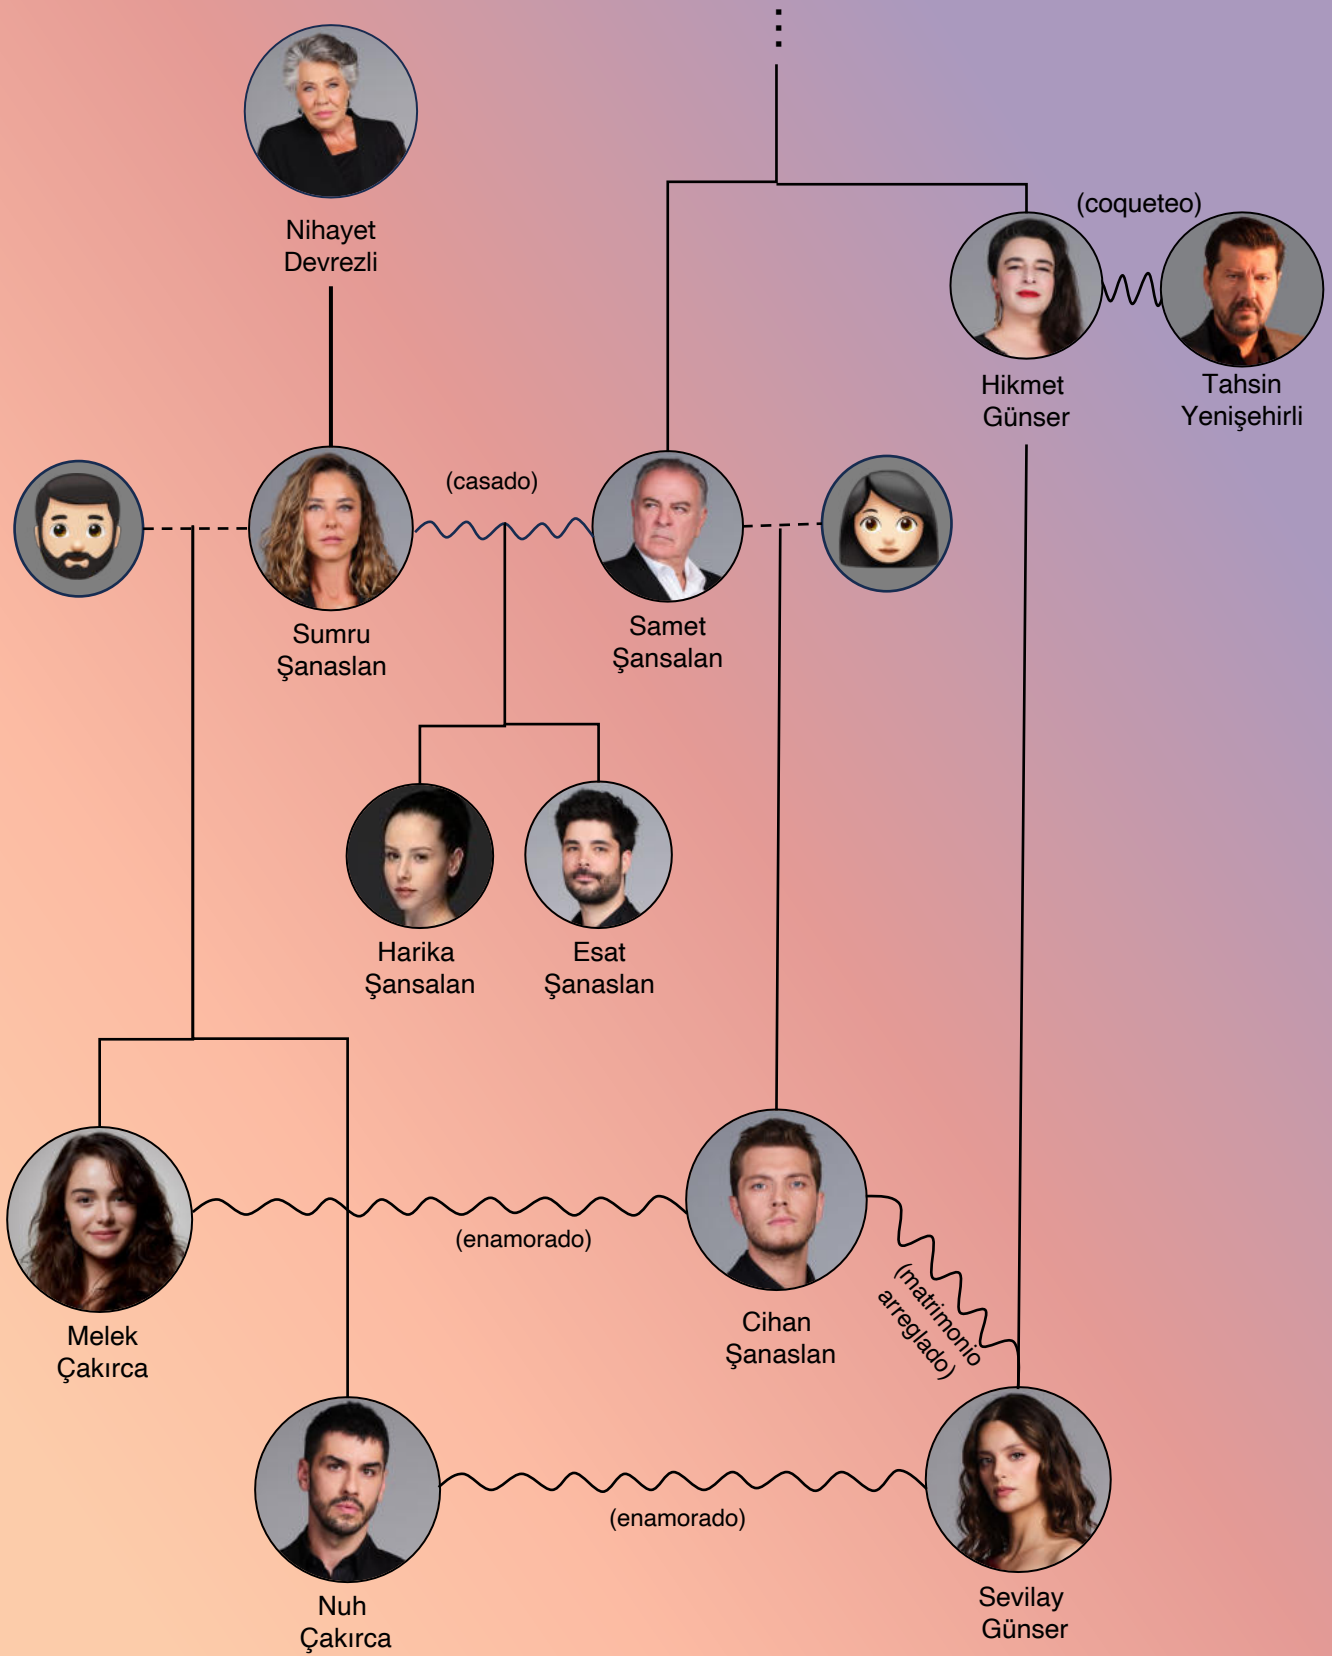 Nihayet
Devrezli
(coqueteo)
Hikmet
Günser
Tahsin
Yenişehirli
(casado)
Sumru
Şanaslan
Samet
Şansalan
Harika
Şansalan
Esat
Şanaslan
(enamorado)
Melek
Çakırca
Cihan
Şanaslan
(matrimonio
arreglado)
(enamorado)
Nuh
Çakırca
Sevilay
Günser